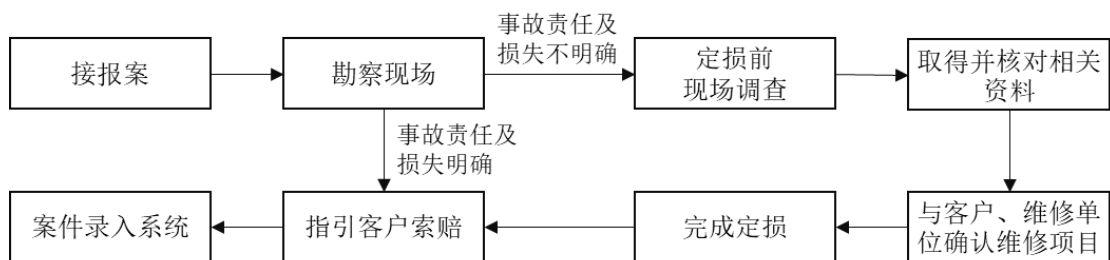 事故责任及
损失不明确
接报案
勘察现场
定损前
现场调查
取得并核对相关
资料
事故责任及
损失明确
案件录入系统
指引客户索赔
完成定损
与客户、维修单
位确认维修项目